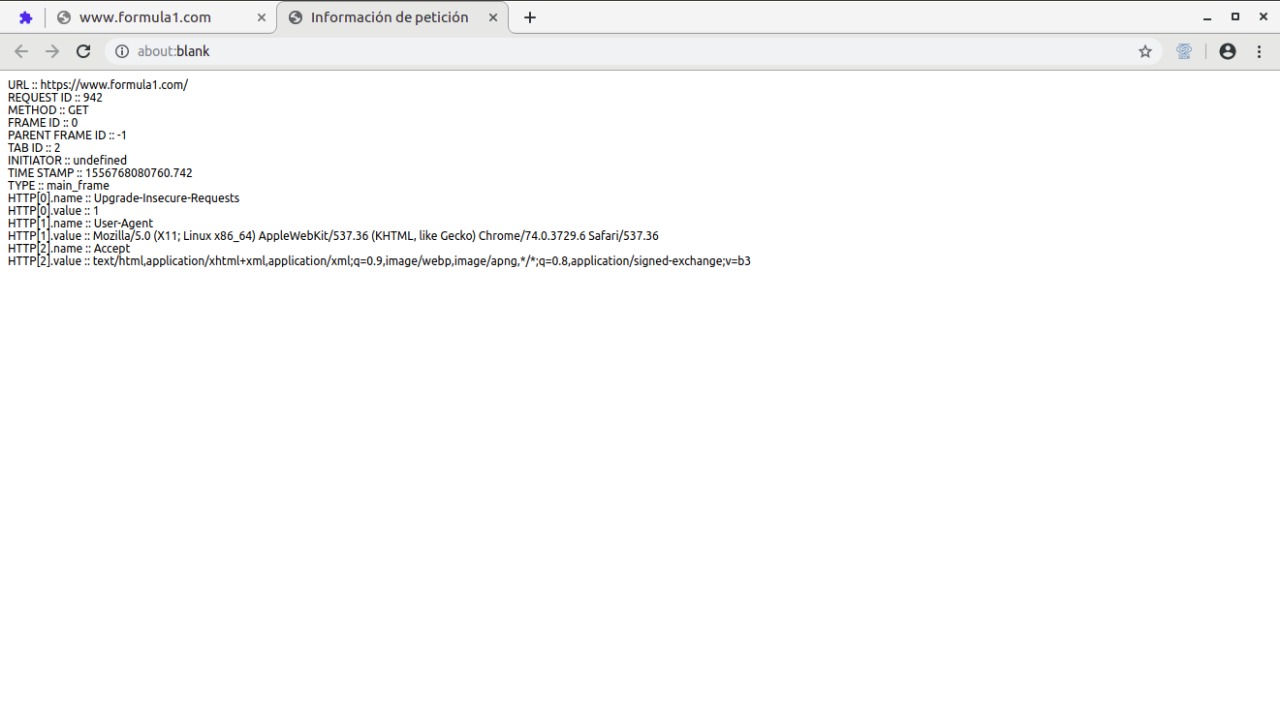 www.formula1.com
Información de petición
about:blank
URL :: https://www.formula1.com/
REQUEST ID :: 942
METHOD :: GET
FRAME ID :: 0
PARENT FRAME ID :: -1
TAB ID :: 2
INITIATOR :: undefined
TIME STAMP :: 1556768080760.742
TYPE :: main_frame
HTTP[0].name :: Upgrade-Insecure-Requests
HTTP[0].value :: 1
HTTP[1].name :: User-Agent
HTTP[1].value :: Mozilla/5.0 (X11; Linux x86_64) AppleWebKit/537.36 (KHTML, like Gecko) Chrome/74.0.3729.6 Safari/537.36
HTTP[2].name :: Accept
HTTP[2].value :: text/html,application/xhtml+xml,application/xml;q=0.9,image/webp,image/apng,*/*;q=0.8,application/signed-exchange;v=b3